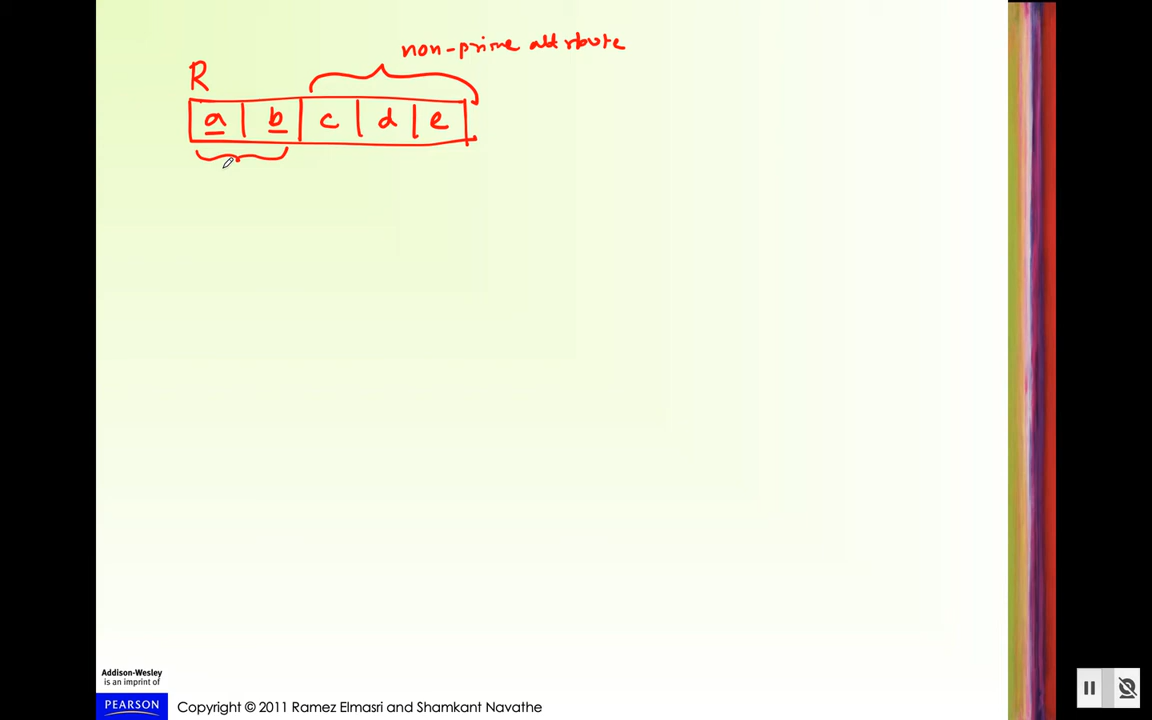 non-prime attribute
R
a b c d e
Addison-Wesley
is an imprint of
PEARSON
Copyright © 2011 Ramez Elmasri and Shamkant Navathe